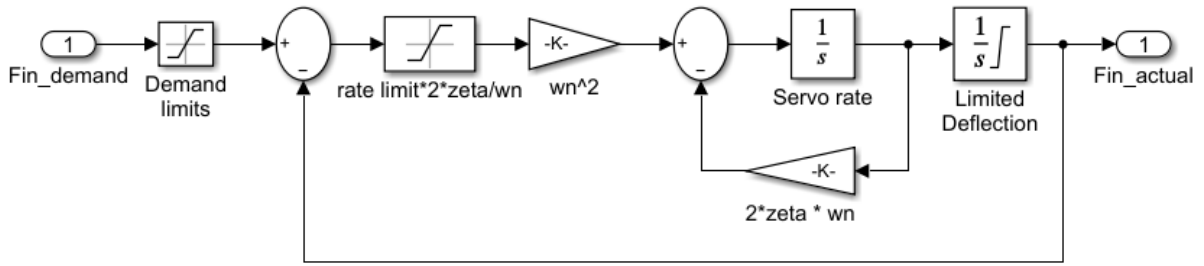 1
Fin_demand
Demand
limits
+
−
rate limit*2*zeta/wn
-K-
wn^2
+
−
1
s
Servo rate
1
s
Limited
Deflection
1
Fin_actual
-K-
2*zeta * wn